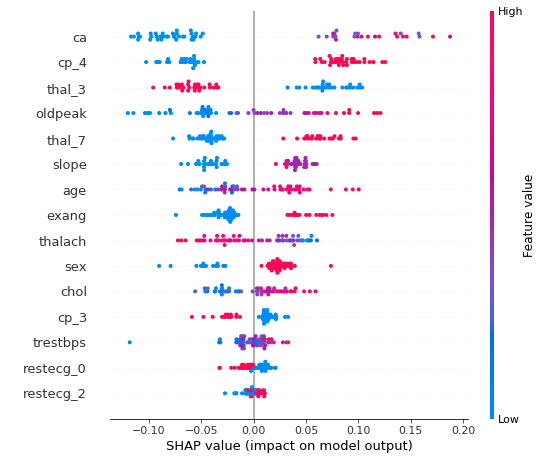 High
ca
cp_4
thal_3
oldpeak
thal_7
slope
age
exang
thalach
sex
chol
cp_3
trestbps
restecg_0
restecg_2
Feature value
Low
−0.10 −0.05 0.00 0.05 0.10 0.15 0.20
SHAP value (impact on model output)